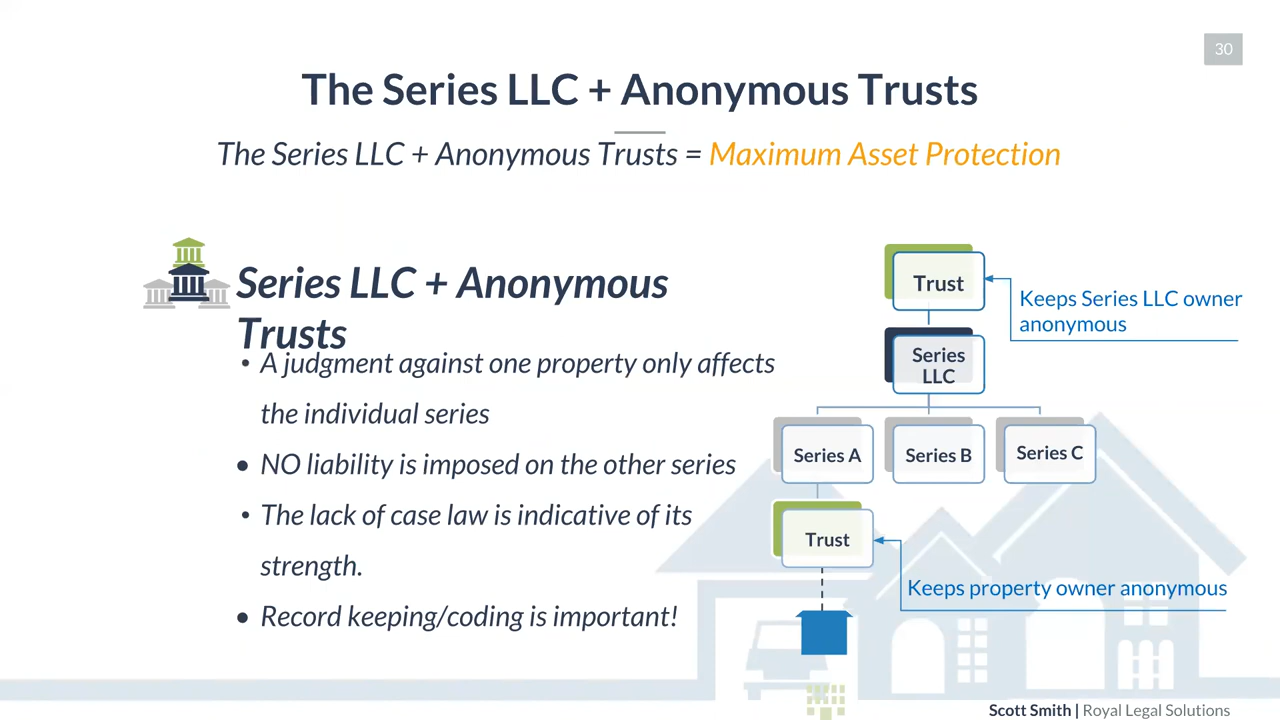 30
The Series LLC + Anonymous Trusts
The Series LLC + Anonymous Trusts = Maximum Asset Protection
Series LLC + Anonymous
Trusts
• A judgment against one property only affects
the individual series
• NO liability is imposed on the other series
• The lack of case law is indicative of its
strength.
• Record keeping/coding is important!
Trust
Keeps Series LLC owner
anonymous
Series
LLC
Series A
Series B
Series C
Trust
Keeps property owner anonymous
Scott Smith | Royal Legal Solutions